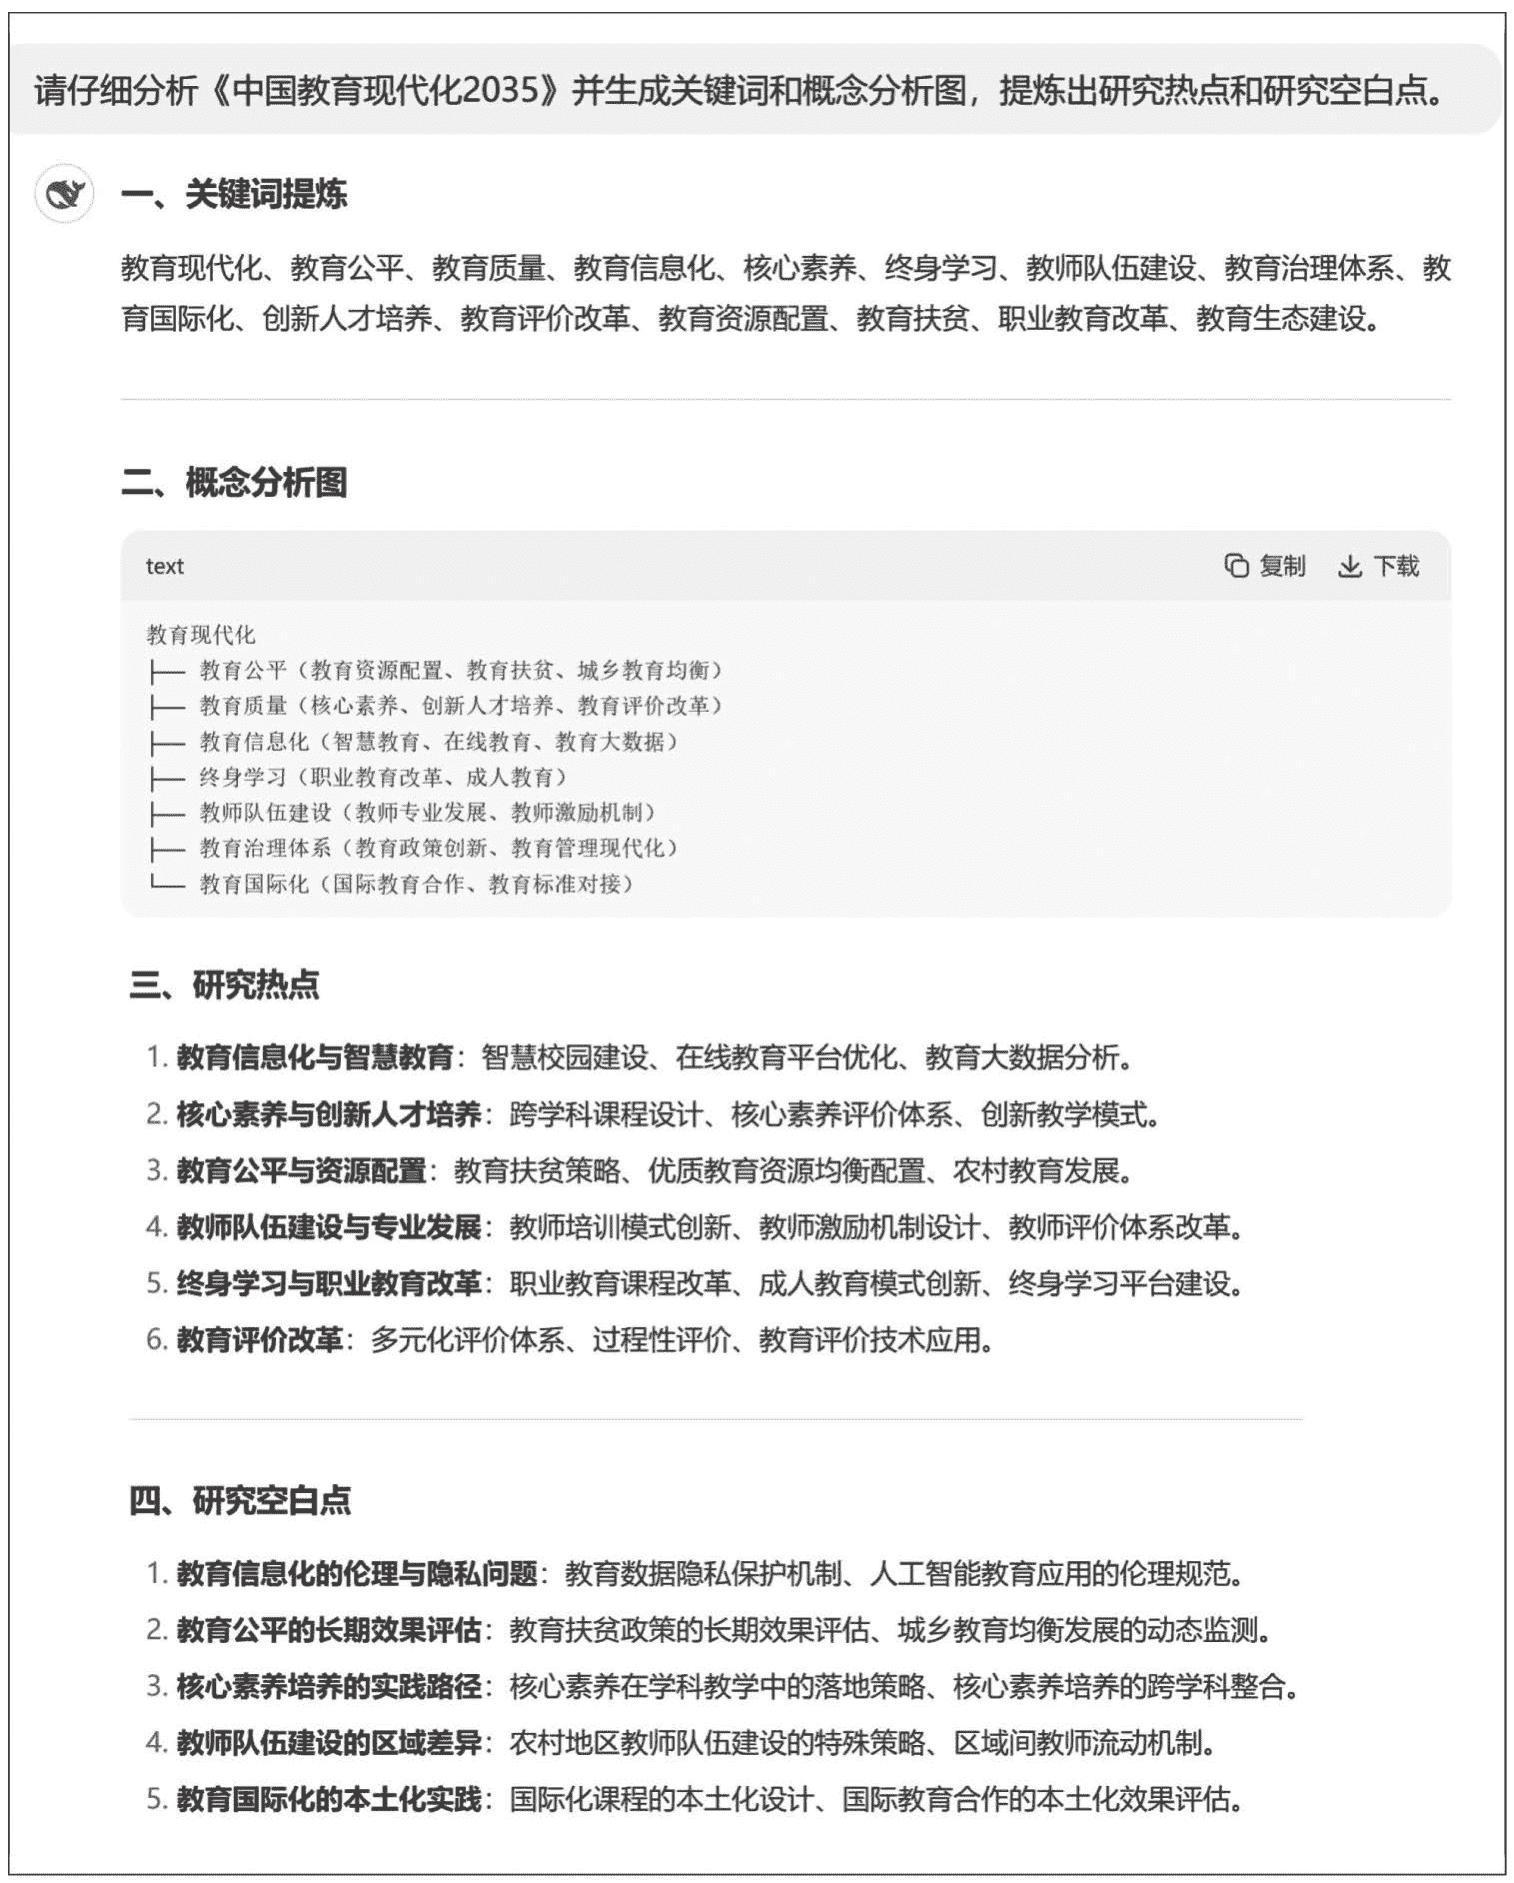 请仔细分析《中国教育现代化2035》并生成关键词和概念分析图，提炼出研究热点和研究空白点。
一、关键词提炼
教育现代化、教育公平、教育质量、教育信息化、核心素养、终身学习、教师队伍建设、教育治理体系、教
育国际化、创新人才培养、教育评价改革、教育资源配置、教育扶贫、职业教育改革、教育生态建设。
二、概念分析图
text 复制 下载
教育现代化
├── 教育公平（教育资源配置、教育扶贫、城乡教育均衡）
├── 教育质量（核心素养、创新人才培养、教育评价改革）
├── 教育信息化（智慧教育、在线教育、教育大数据）
├── 终身学习（职业教育改革、成人教育）
├── 教师队伍建设（教师专业发展、教师激励机制）
├── 教育治理体系（教育政策创新、教育管理现代化）
└── 教育国际化（国际教育合作、教育标准对接）
三、研究热点
1. 教育信息化与智慧教育：智慧校园建设、在线教育平台优化、教育大数据分析。
2. 核心素养与创新人才培养：跨学科课程设计、核心素养评价体系、创新教学模式。
3. 教育公平与资源配置：教育扶贫策略、优质教育资源均衡配置、农村教育发展。
4. 教师队伍建设与专业发展：教师培训模式创新、教师激励机制设计、教师评价体系改革。
5. 终身学习与职业教育改革：职业教育课程改革、成人教育模式创新、终身学习平台建设。
6. 教育评价改革：多元化评价体系、过程性评价、教育评价技术应用。
四、研究空白点
1. 教育信息化的伦理与隐私问题：教育数据隐私保护机制、人工智能教育应用的伦理规范。
2. 教育公平的长期效果评估：教育扶贫政策的长期效果评估、城乡教育均衡发展的动态监测。
3. 核心素养培养的实践路径：核心素养在学科教学中的落地策略、核心素养培养的跨学科整合。
4. 教师队伍建设的区域差异：农村地区教师队伍建设的特殊策略、区域间教师流动机制。
5. 教育国际化的本土化实践：国际化课程的本土化设计、国际教育合作的本土化效果评估。